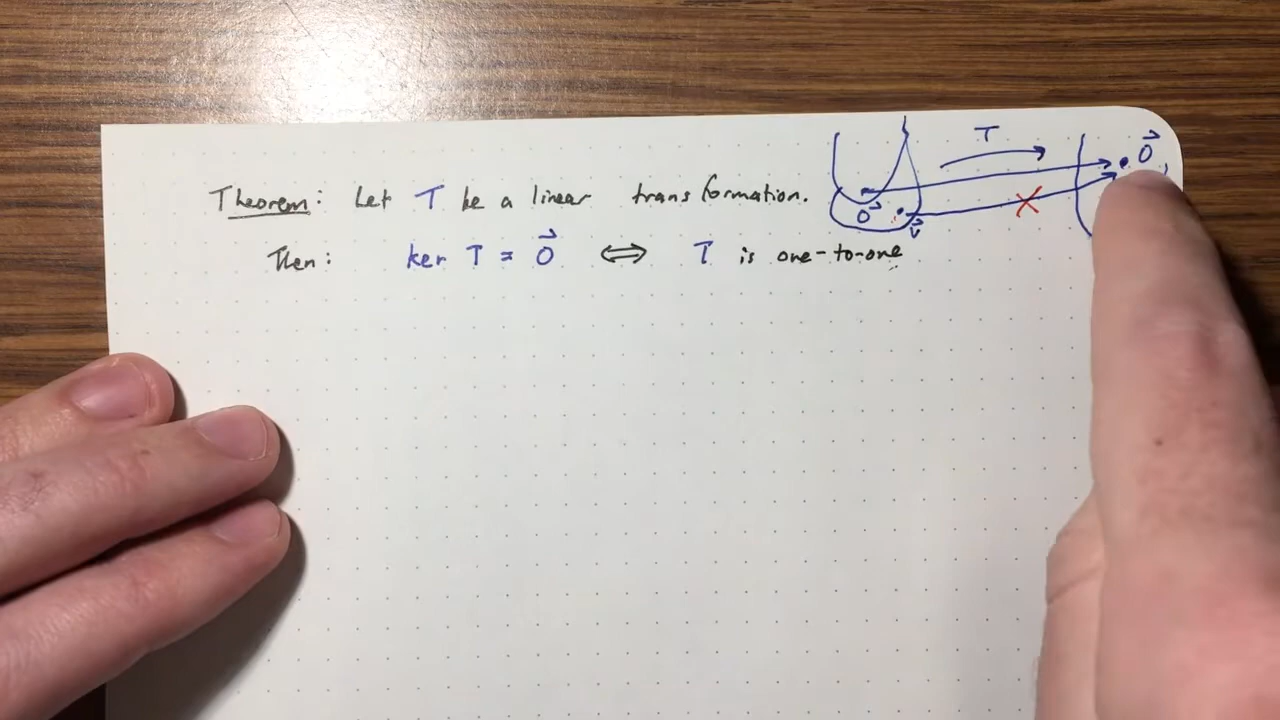 Theorem: Let T be a linear transformation.
Then: ker T = 0⃗ ⟺ T is one-to-one
T
0⃗
0⃗
v⃗